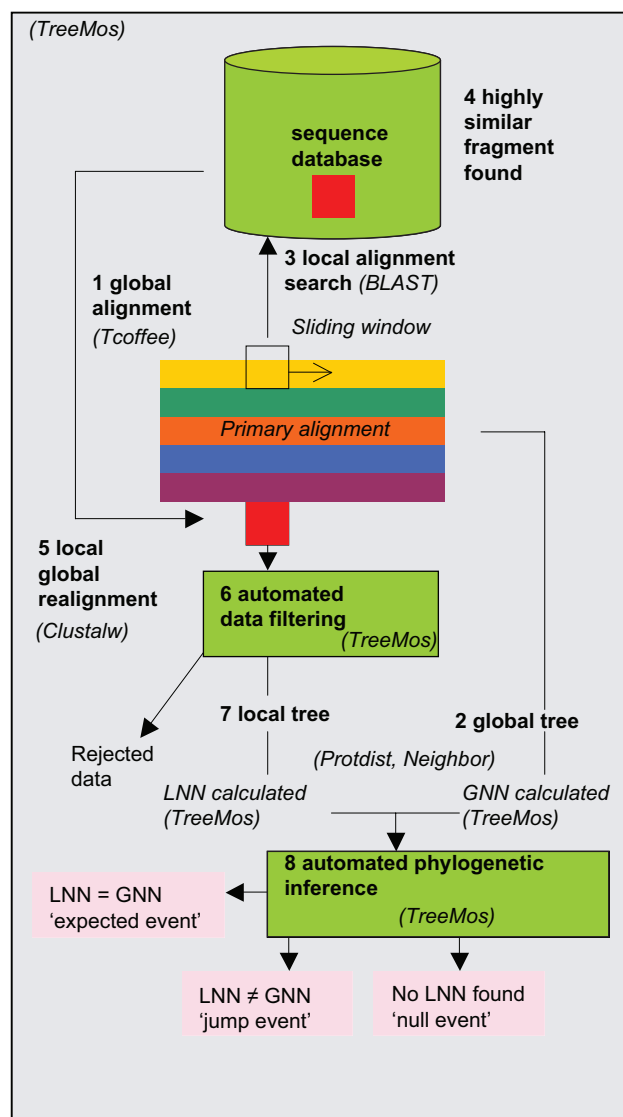 (TreeMos)
sequence
database
4 highly
similar
fragment
found
3 local alignment
search (BLAST)
1 global
alignment
(Tcoffee)
Sliding window
Primary alignment
5 local
global
realignment
(Clustalw)
6 automated
data filtering
(TreeMos)
7 local tree
2 global tree
Rejected
data
(Protdist, Neighbor)
LNN calculated
(TreeMos)
GNN calculated
(TreeMos)
8 automated phylogenetic
inference
(TreeMos)
LNN = GNN
‘expected event’
LNN ≠ GNN
‘jump event’
No LNN found
‘null event’